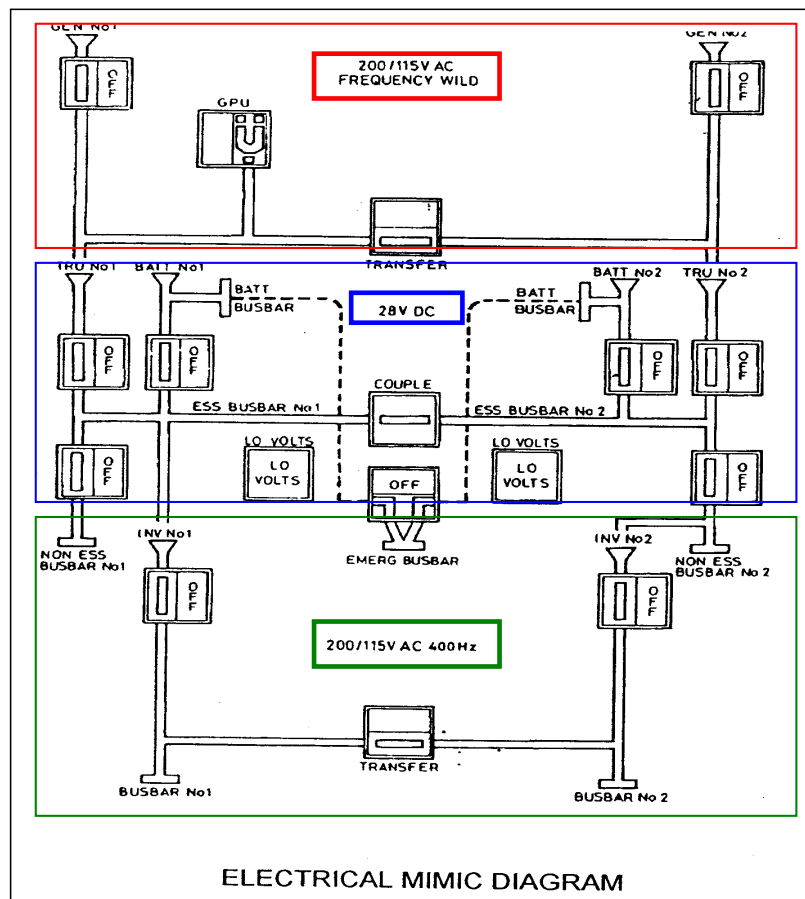 GEN No1
GEN No2
200/115V AC
FREQUENCY WILD
OFF
OFF
GPU
TRANSFER
TRU No1
BATT No1
BATT
BUSBAR
28V DC
BATT
BUSBAR
BATT No2
TRU No2
OFF
OFF
OFF
OFF
COUPLE
ESS BUSBAR No1
ESS BUSBAR No 2
LO VOLTS
LO
VOLTS
OFF
LO VOLTS
LO
VOLTS
OFF
OFF
EMERG BUSBAR
NON ESS
BUSBAR No1
INV No1
INV No2
NON ESS
BUSBAR No 2
OFF
OFF
200/115V AC 400Hz
TRANSFER
BUSBAR No1
BUSBAR No 2
ELECTRICAL MIMIC DIAGRAM